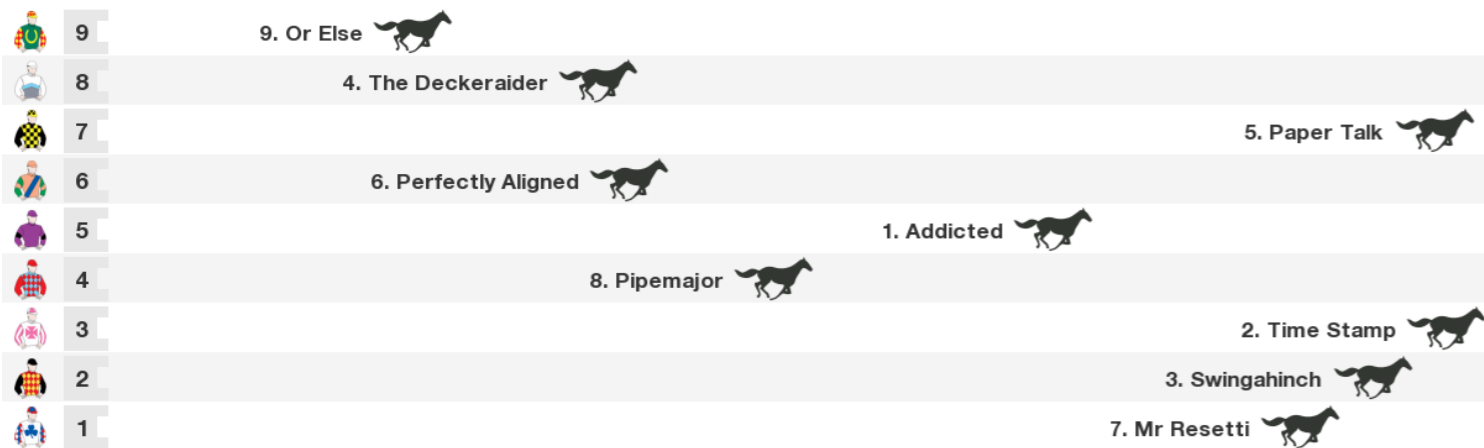 9 9. Or Else
8 4. The Deckeraider
7 5. Paper Talk
6 6. Perfectly Aligned
5 1. Addicted
4 8. Pipemajor
3 2. Time Stamp
2 3. Swingahinch
1 7. Mr Resetti